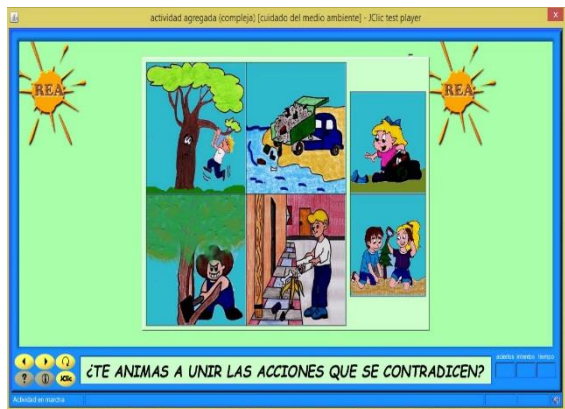 actividad agregada (compleja) [cuidado del medio ambiente] - JClic test player
REA
REA
¿TE ANIMAS A UNIR LAS ACCIONES QUE SE CONTRADICEN?
aciertos intentos tiempo
JClic
Actividad en marcha